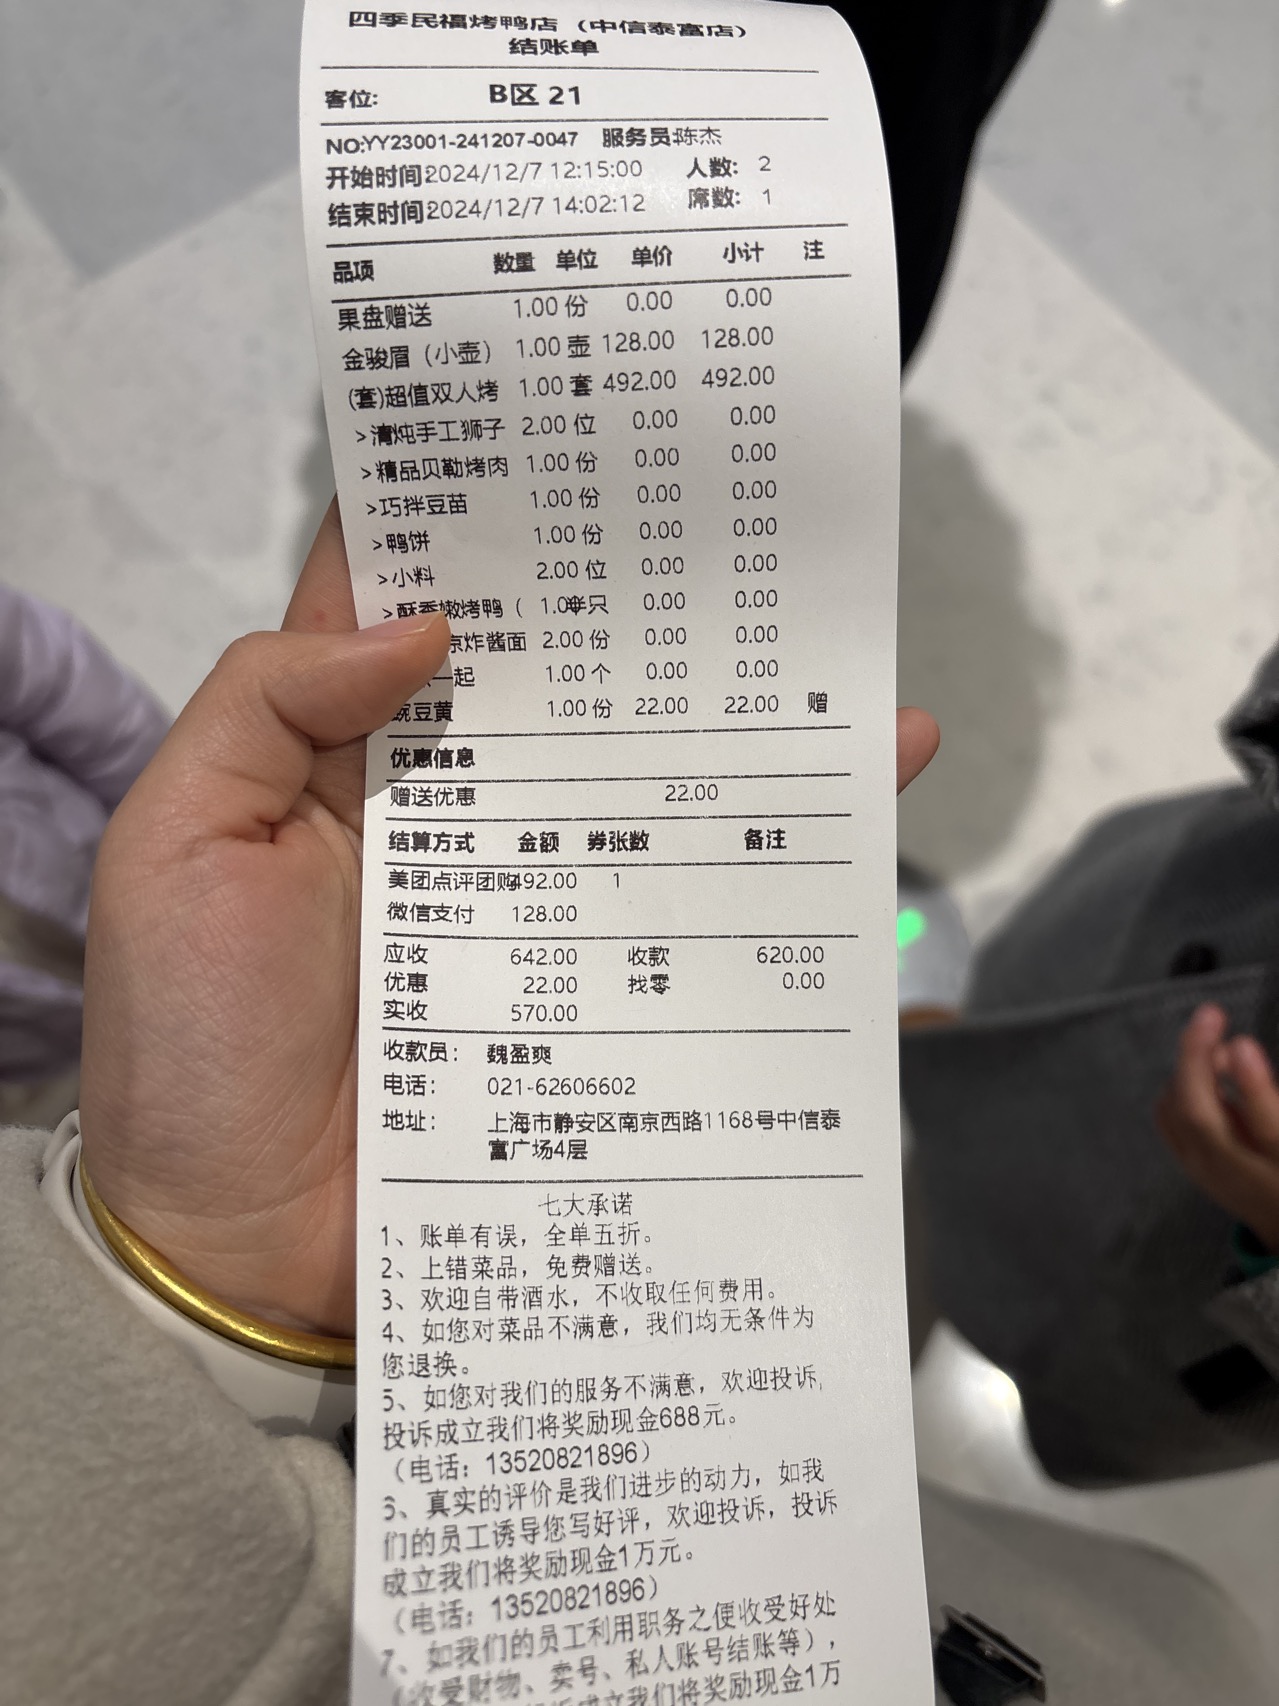 四季民福烤鸭店（中信泰富店）
结账单
客位: B区 21
NO:YY23001-241207-0047 服务员:陈杰
开始时间:2024/12/7 12:15:00 人数: 2
结束时间:2024/12/7 14:02:12 席数: 1
品项 数量 单位 单价 小计 注
果盘赠送 1.00 份 0.00 0.00
金骏眉（小壶） 1.00 壶 128.00 128.00
(套)超值双人烤 1.00 套 492.00 492.00
>清炖手工狮子 2.00 位 0.00 0.00
>精品贝勒烤肉 1.00 份 0.00 0.00
>巧拌豆苗 1.00 份 0.00 0.00
>鸭饼 1.00 份 0.00 0.00
>小料 2.00 位 0.00 0.00
>酥香嫩烤鸭（ 1.00半只 0.00 0.00
京炸酱面 2.00 份 0.00 0.00
一起 1.00 个 0.00 0.00
豌豆黄 1.00 份 22.00 22.00 赠
优惠信息
赠送优惠 22.00
结算方式 金额 券张数 备注
美团点评团购492.00 1
微信支付 128.00
应收 642.00 收款 620.00
优惠 22.00 找零 0.00
实收 570.00
收款员: 魏盈爽
电话: 021-62606602
地址: 上海市静安区南京西路1168号中信泰
富广场4层
七大承诺
1、账单有误，全单五折。
2、上错菜品，免费赠送。
3、欢迎自带酒水，不收取任何费用。
4、如您对菜品不满意，我们均无条件为
您退换。
5、如您对我们的服务不满意，欢迎投诉,
投诉成立我们将奖励现金688元。
（电话：13520821896）
6、真实的评价是我们进步的动力，如我
们的员工诱导您写好评，欢迎投诉，投诉
成立我们将奖励现金1万元。
（电话：13520821896）
7、如我们的员工利用职务之便收受好处
（收受财物、卖号、私人账号结账等），
投诉成立我们将奖励现金1万